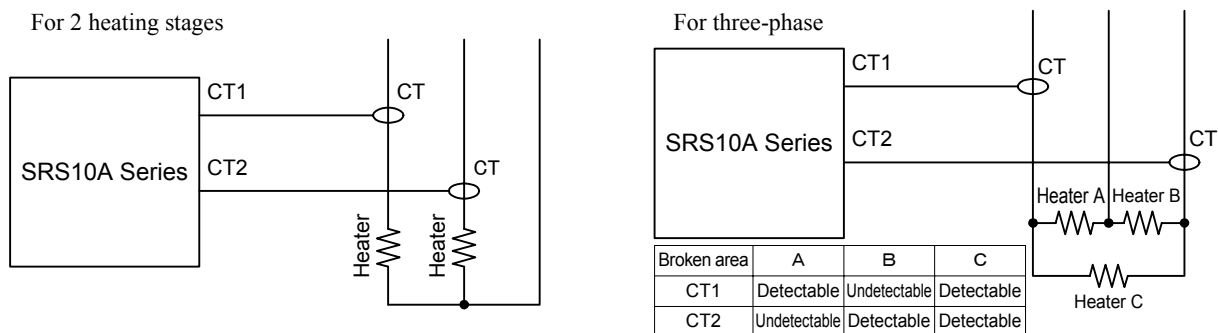 For 2 heating stages
CT1
CT
SRS10A Series
CT2
CT
Heater
Heater
For three-phase
CT1
CT
SRS10A Series
CT2
CT
Heater A
Heater B
Heater C
Broken area A B C
CT1 Detectable Undetectable Detectable
CT2 Undetectable Detectable Detectable